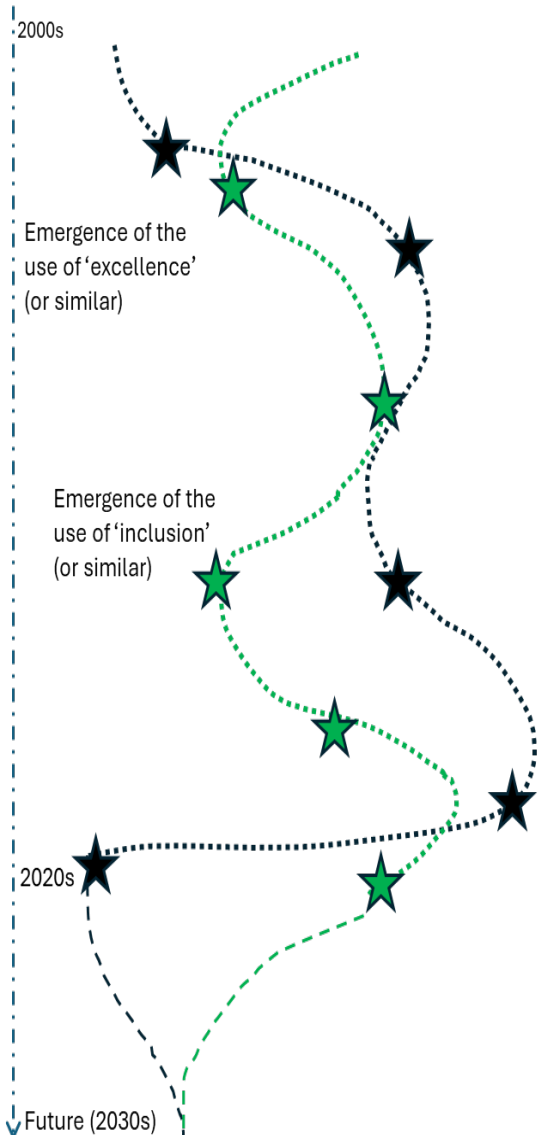 2000s
Emergence of the
use of ‘excellence’
(or similar)
Emergence of the
use of ‘inclusion’
(or similar)
2020s
Future (2030s)